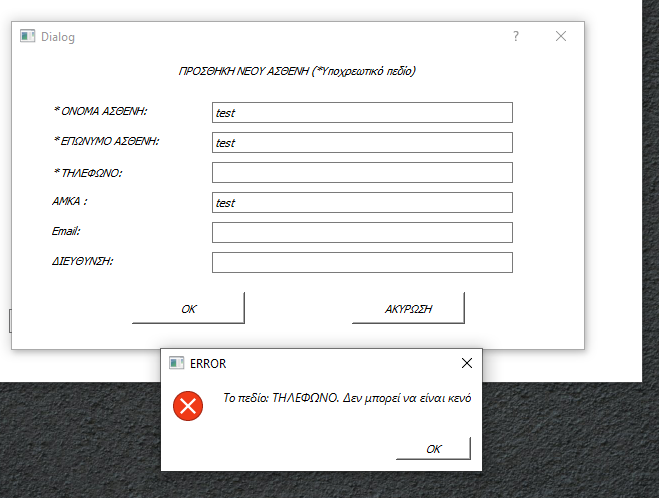 Dialog
?
ΠΡΟΣΘΗΚΗ ΝΕΟΥ ΑΣΘΕΝΗ (*Υποχρεωτικό πεδίο)
* ΟΝΟΜΑ ΑΣΘΕΝΗ: test
* ΕΠΩΝΥΜΟ ΑΣΘΕΝΗ: test
* ΤΗΛΕΦΩΝΟ:
ΑΜΚΑ : test
Email:
ΔΙΕΥΘΥΝΣΗ:
ΟΚ ΑΚΥΡΩΣΗ
ERROR
Το πεδίο: ΤΗΛΕΦΩΝΟ. Δεν μπορεί να είναι κενό
OK